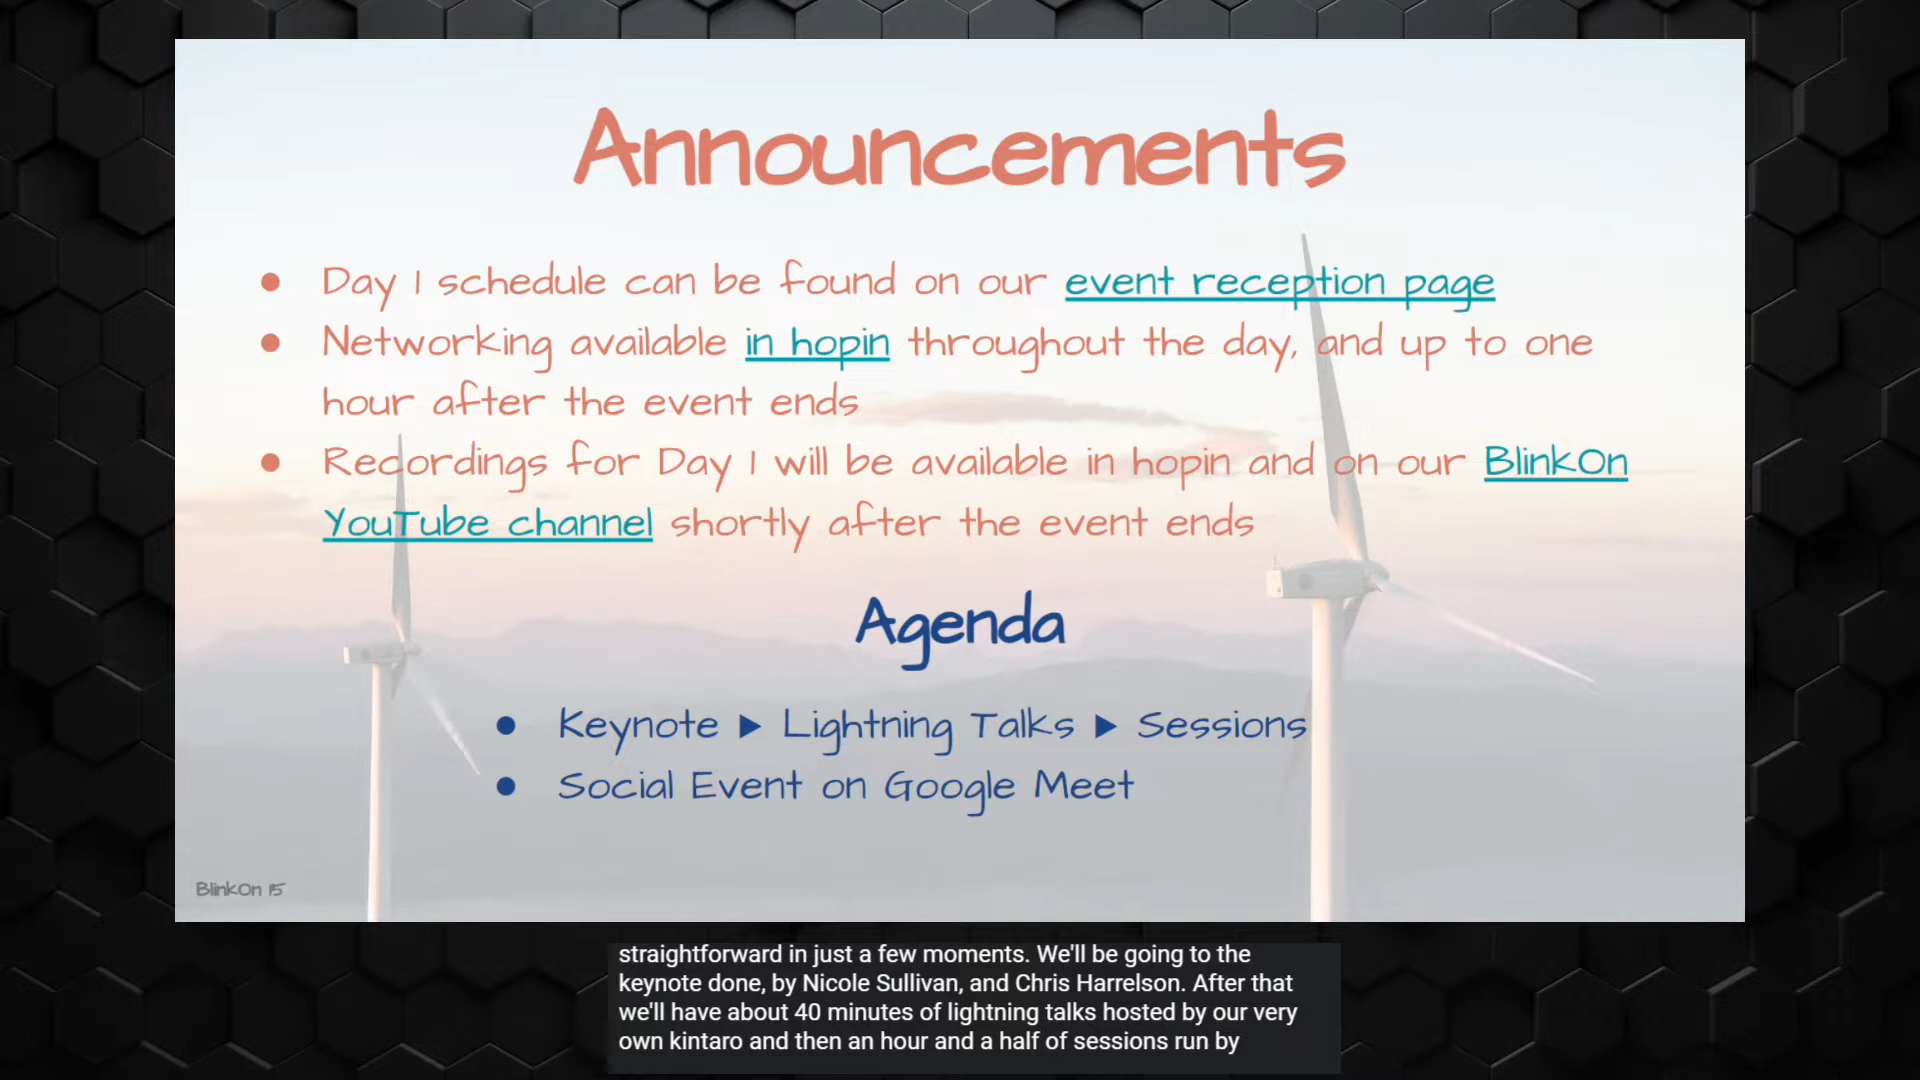 Announcements
● Day 1 schedule can be found on our event reception page
● Networking available in hopin throughout the day, and up to one
hour after the event ends
● Recordings for Day 1 will be available in hopin and on our BlinkOn
YouTube channel shortly after the event ends
Agenda
● Keynote ▶ Lightning Talks ▶ Sessions
● Social Event on Google Meet
BlinkOn 15
straightforward in just a few moments. We'll be going to the
keynote done, by Nicole Sullivan, and Chris Harrelson. After that
we'll have about 40 minutes of lightning talks hosted by our very
own kintaro and then an hour and a half of sessions run by